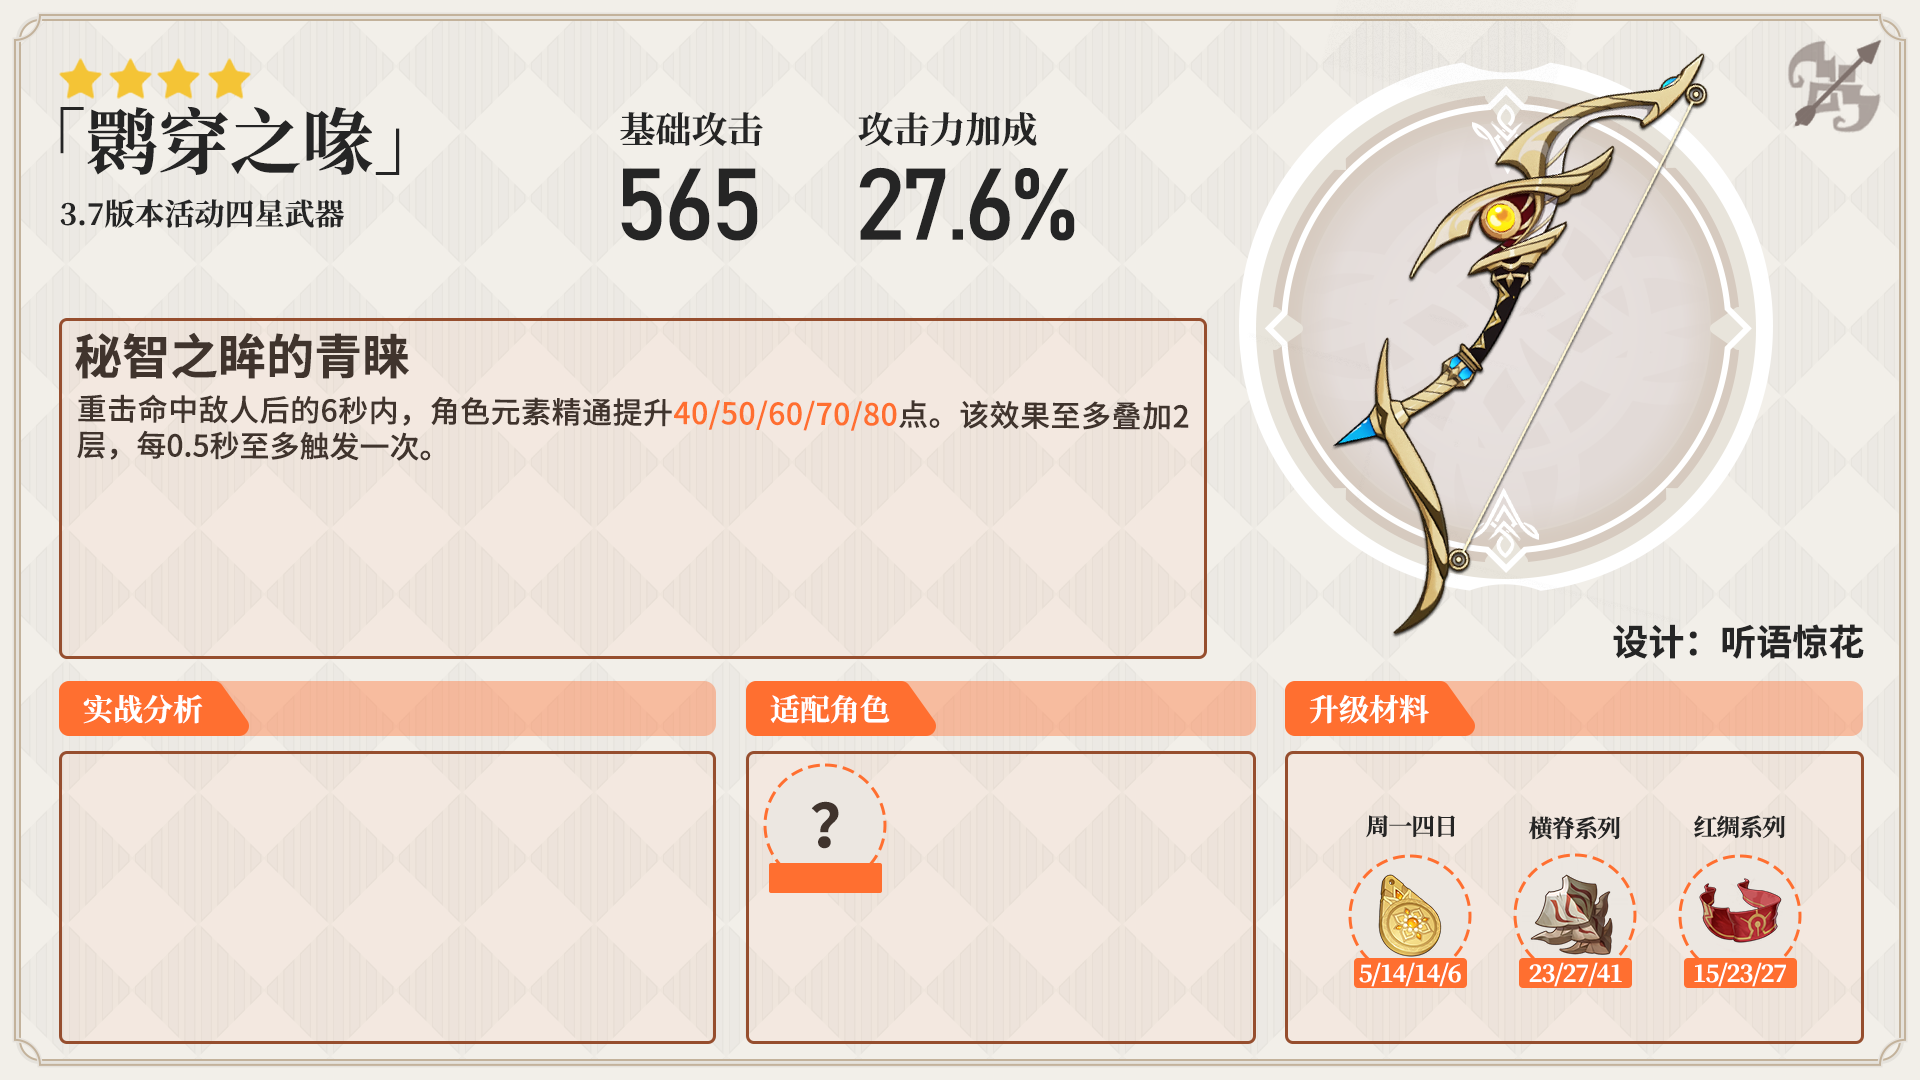 「鹮穿之喙」
3.7版本活动四星武器
基础攻击
565
攻击力加成
27.6%
秘智之眸的青睐
重击命中敌人后的6秒内，角色元素精通提升40/50/60/70/80点。该效果至多叠加2
层，每0.5秒至多触发一次。
设计：听语惊花
实战分析
适配角色
?
升级材料
周一四日
5/14/14/6
横脊系列
23/27/41
红绸系列
15/23/27